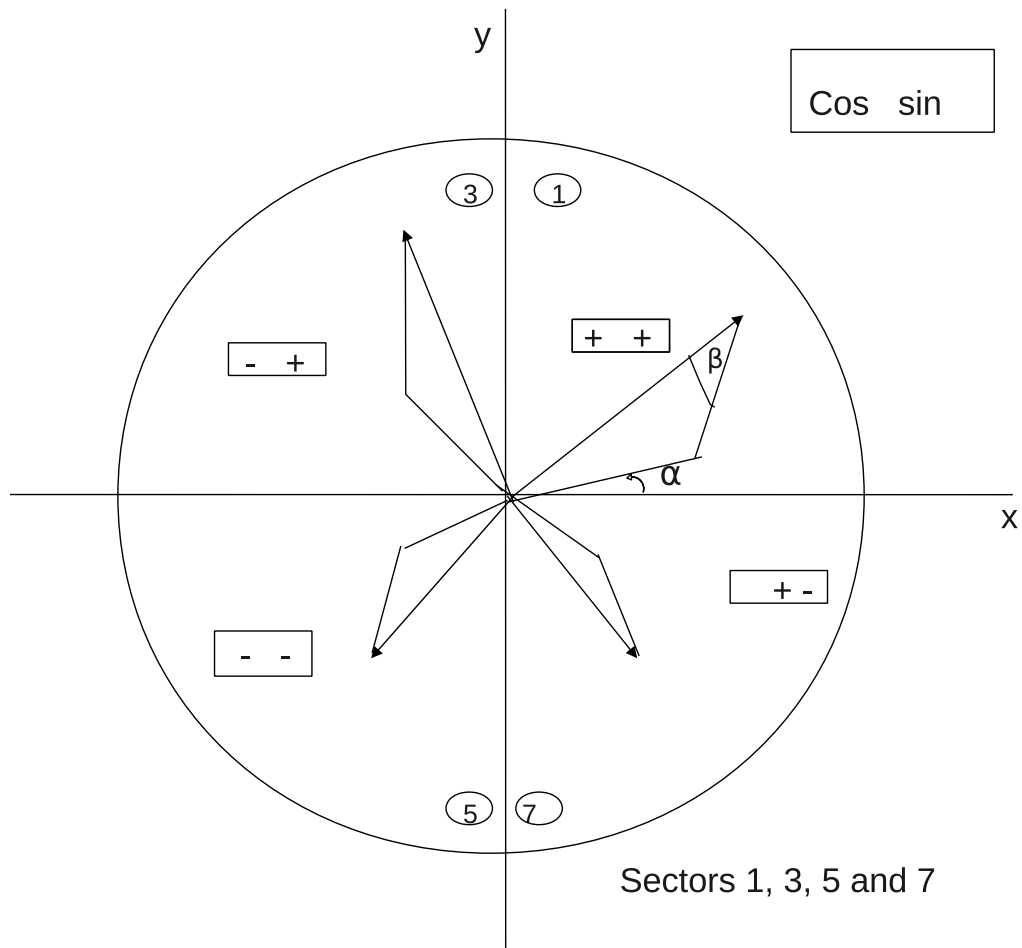 y
Cos sin
3 1
+ +
- +
β
α
x
+ -
- -
5 7
Sectors 1, 3, 5 and 7